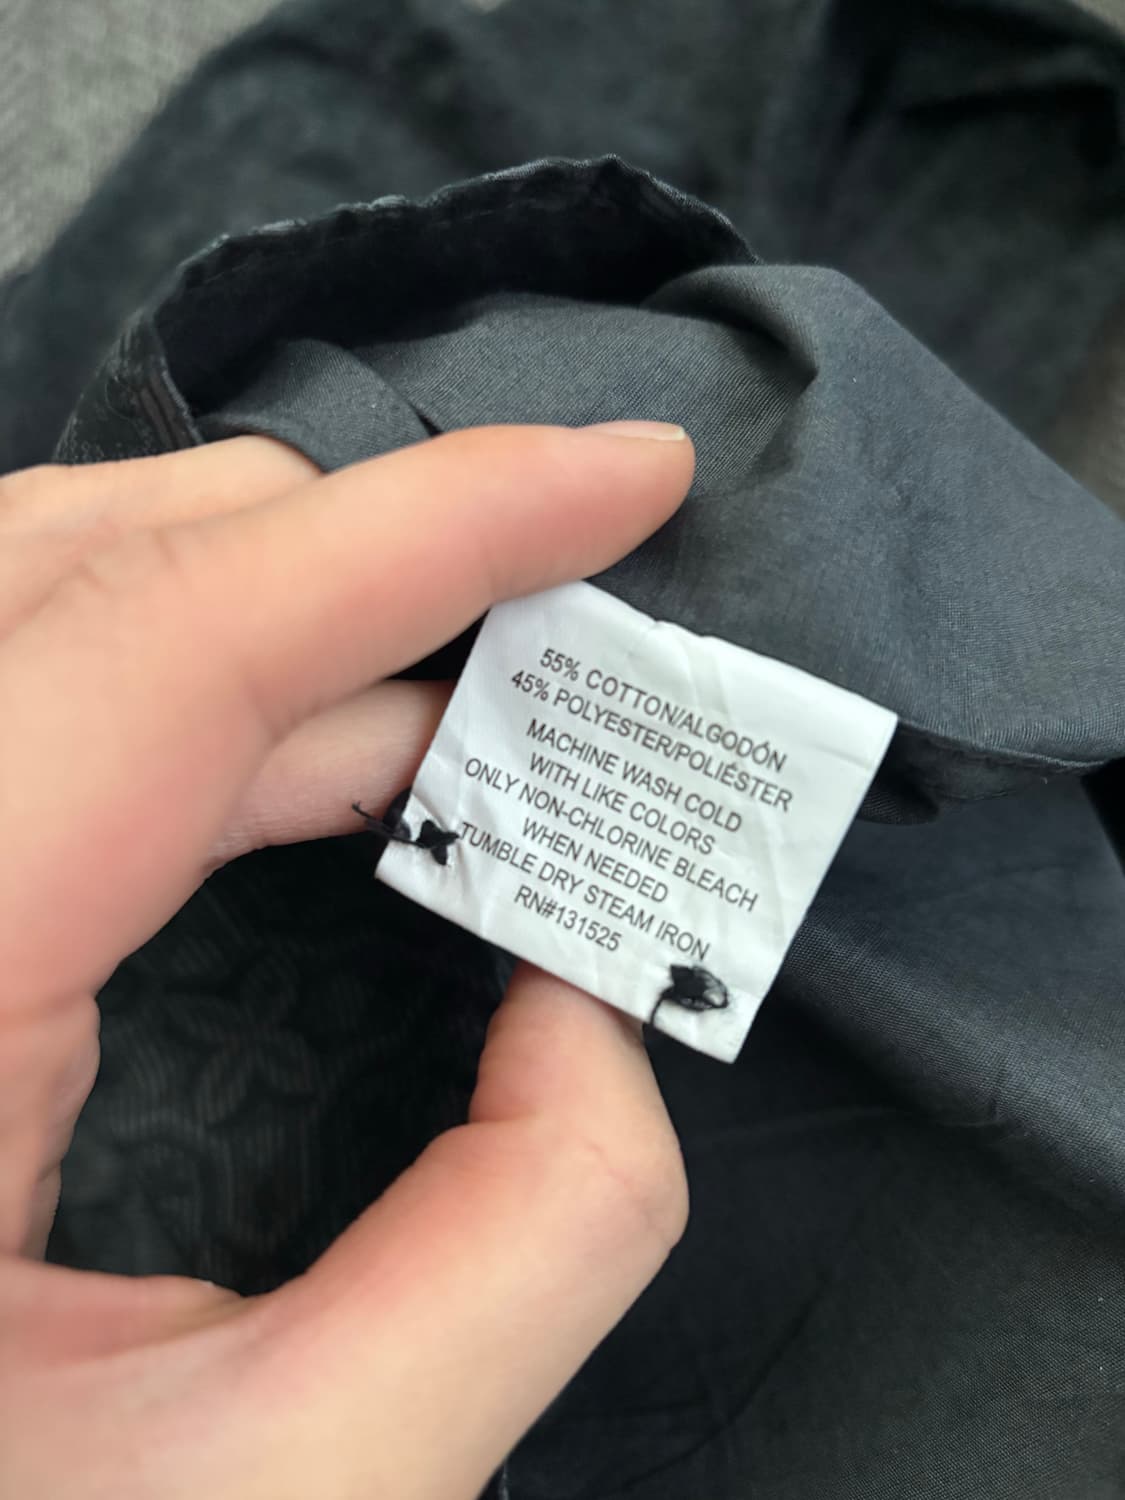 55% COTTON/ALGODÓN
45% POLYESTER/POLIÉSTER
MACHINE WASH COLD
WITH LIKE COLORS
ONLY NON-CHLORINE BLEACH
WHEN NEEDED
TUMBLE DRY STEAM IRON
RN#131525